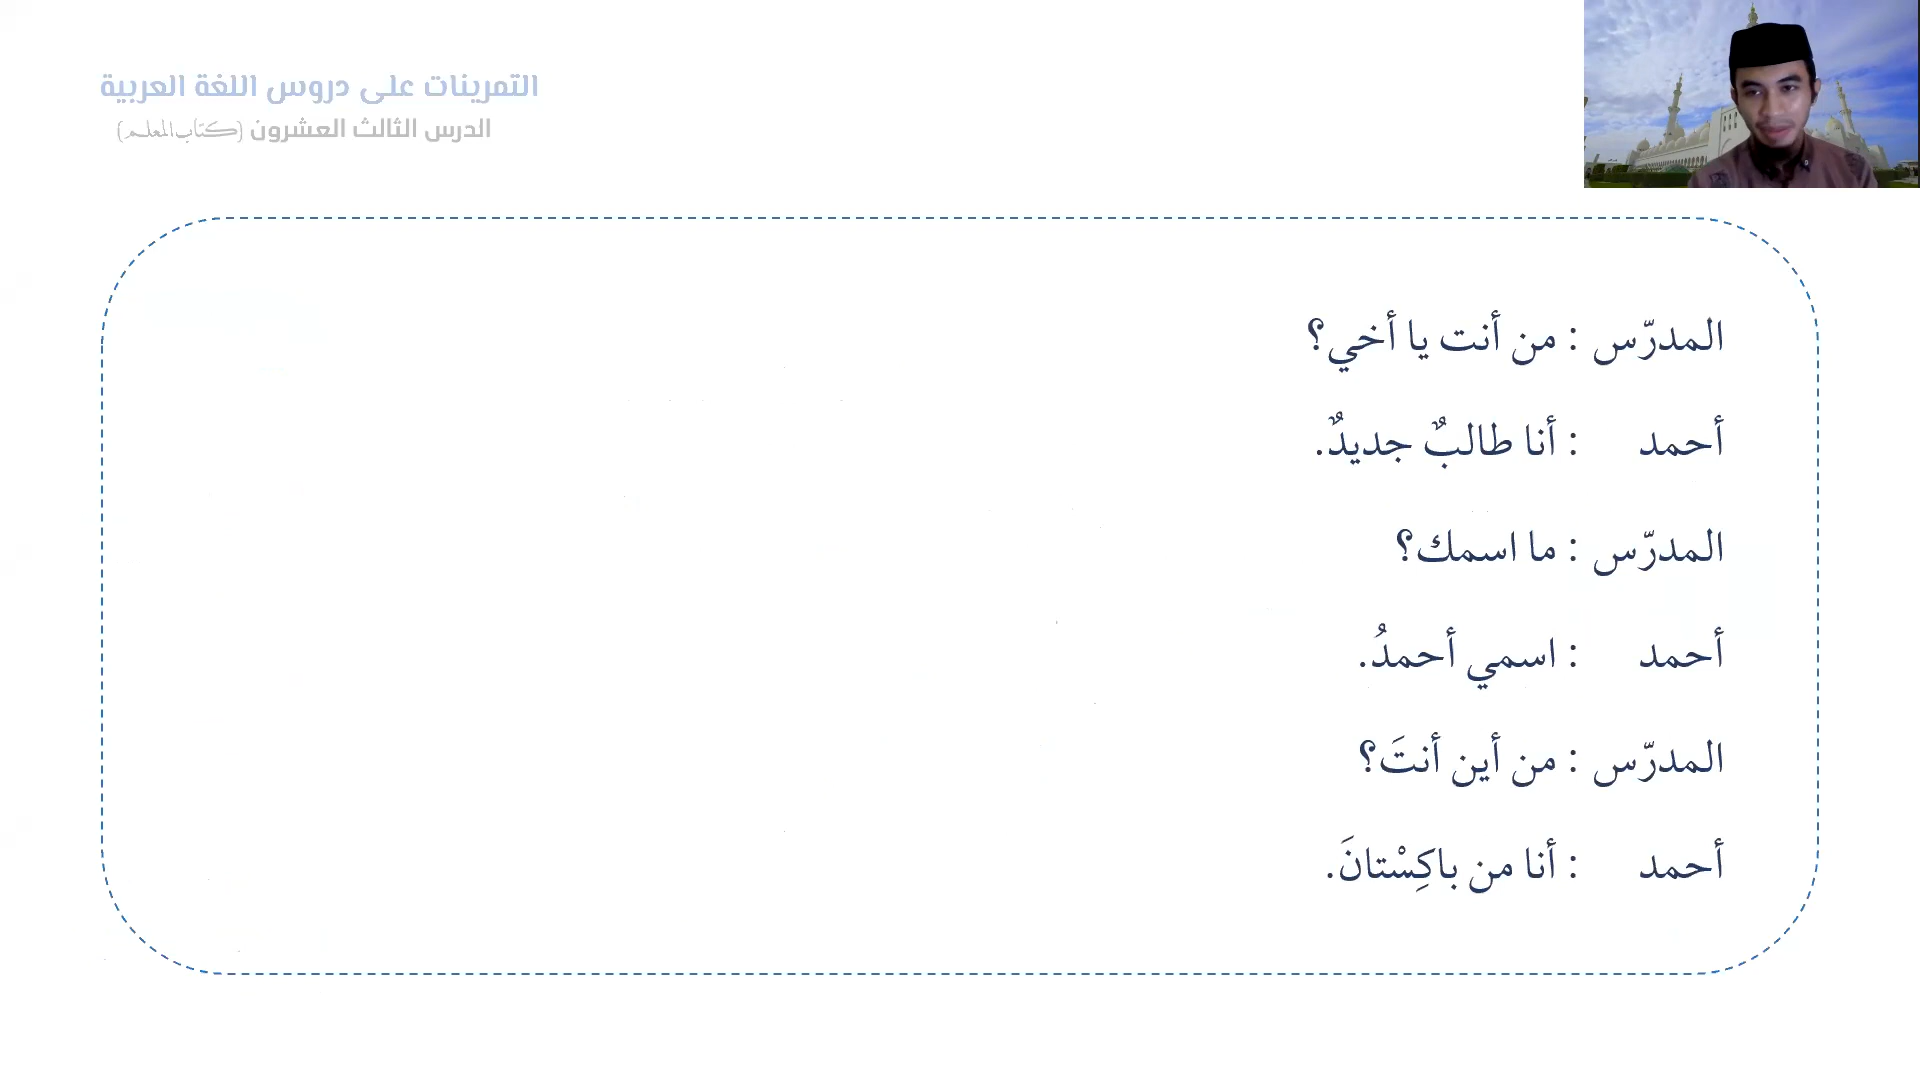 التمرينات على دروس اللغة العربية
الدرس الثالث العشرون (كتاب المعلم)
المدرّس : من أنت يا أخي؟
أحمد : أنا طالبٌ جديدٌ.
المدرّس : ما اسمك؟
أحمد : اسمي أحمدُ.
المدرّس : من أين أنتَ؟
أحمد : أنا من باكِسْتانَ.